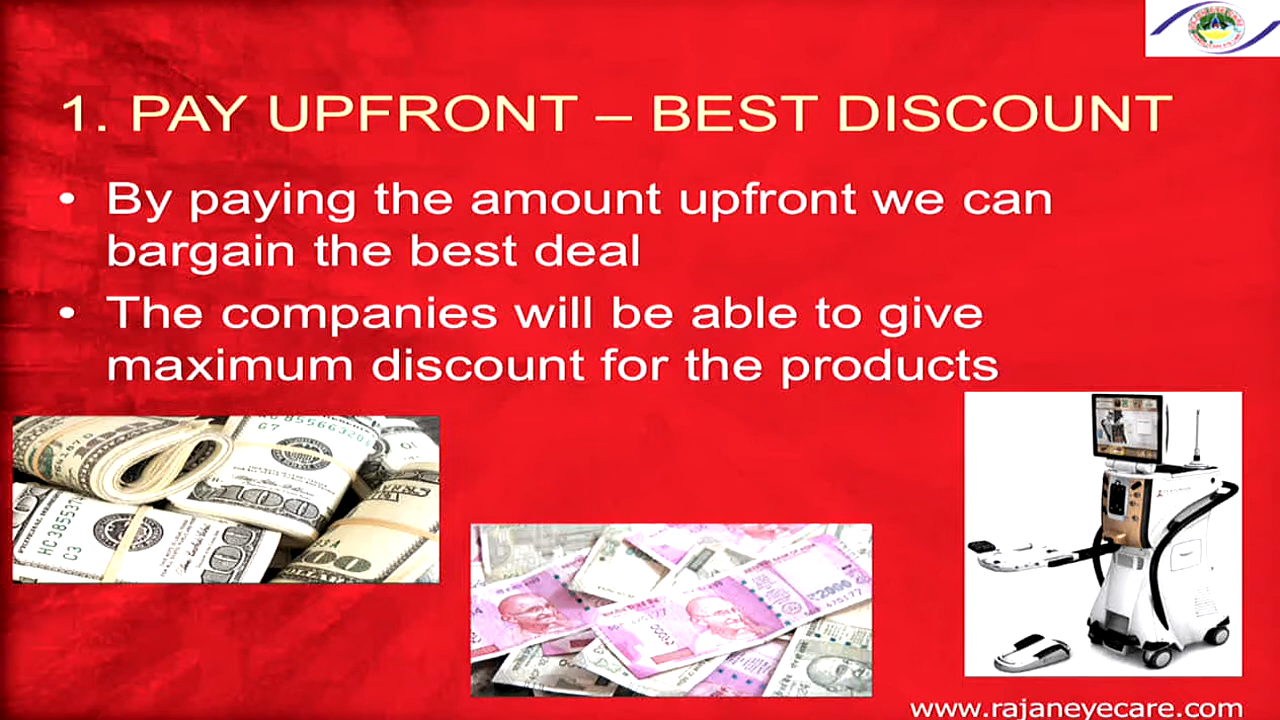 1. PAY UPFRONT – BEST DISCOUNT
• By paying the amount upfront we can
bargain the best deal
• The companies will be able to give
maximum discount for the products
www.rajaneyecare.com